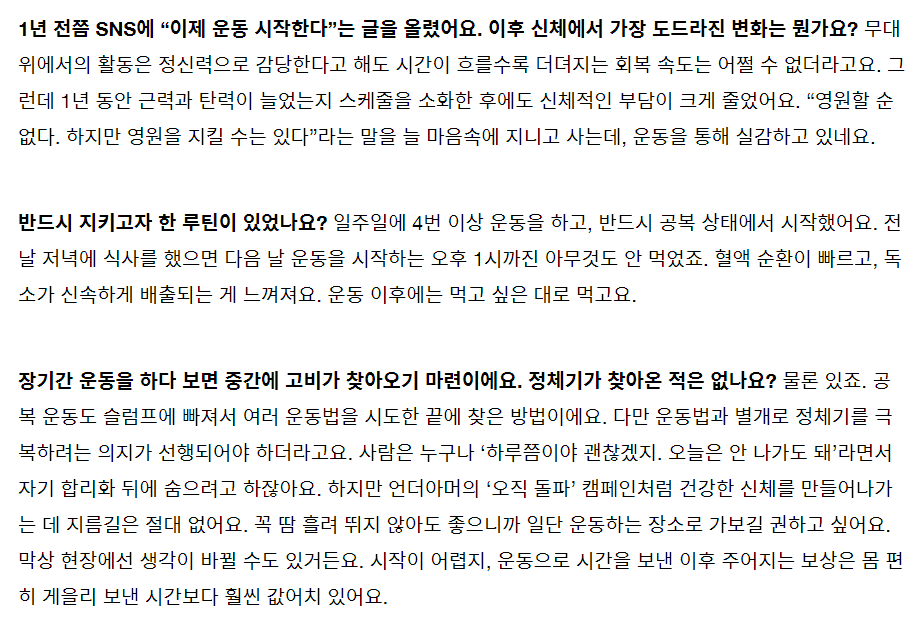 1년 전쯤 SNS에 “이제 운동 시작한다”는 글을 올렸어요. 이후 신체에서 가장 도드라진 변화는 뭔가요? 무대
위에서의 활동은 정신력으로 감당한다고 해도 시간이 흐를수록 더뎌지는 회복 속도는 어쩔 수 없더라고요. 그
런데 1년 동안 근력과 탄력이 늘었는지 스케줄을 소화한 후에도 신체적인 부담이 크게 줄었어요. “영원할 순
없다. 하지만 영원을 지킬 수는 있다”라는 말을 늘 마음속에 지니고 사는데, 운동을 통해 실감하고 있네요.
반드시 지키고자 한 루틴이 있었나요? 일주일에 4번 이상 운동을 하고, 반드시 공복 상태에서 시작했어요. 전
날 저녁에 식사를 했으면 다음 날 운동을 시작하는 오후 1시까진 아무것도 안 먹었죠. 혈액 순환이 빠르고, 독
소가 신속하게 배출되는 게 느껴져요. 운동 이후에는 먹고 싶은 대로 먹고요.
장기간 운동을 하다 보면 중간에 고비가 찾아오기 마련이에요. 정체기가 찾아온 적은 없나요? 물론 있죠. 공
복 운동도 슬럼프에 빠져서 여러 운동법을 시도한 끝에 찾은 방법이에요. 다만 운동법과 별개로 정체기를 극
복하려는 의지가 선행되어야 하더라고요. 사람은 누구나 ‘하루쯤이야 괜찮겠지. 오늘은 안 나가도 돼’라면서
자기 합리화 뒤에 숨으려고 하잖아요. 하지만 언더아머의 ‘오직 돌파’ 캠페인처럼 건강한 신체를 만들어나가
는 데 지름길은 절대 없어요. 꼭 땀 흘려 뛰지 않아도 좋으니까 일단 운동하는 장소로 가보길 권하고 싶어요.
막상 현장에선 생각이 바뀔 수도 있거든요. 시작이 어렵지, 운동으로 시간을 보낸 이후 주어지는 보상은 몸 편
히 게을리 보낸 시간보다 훨씬 값어치 있어요.